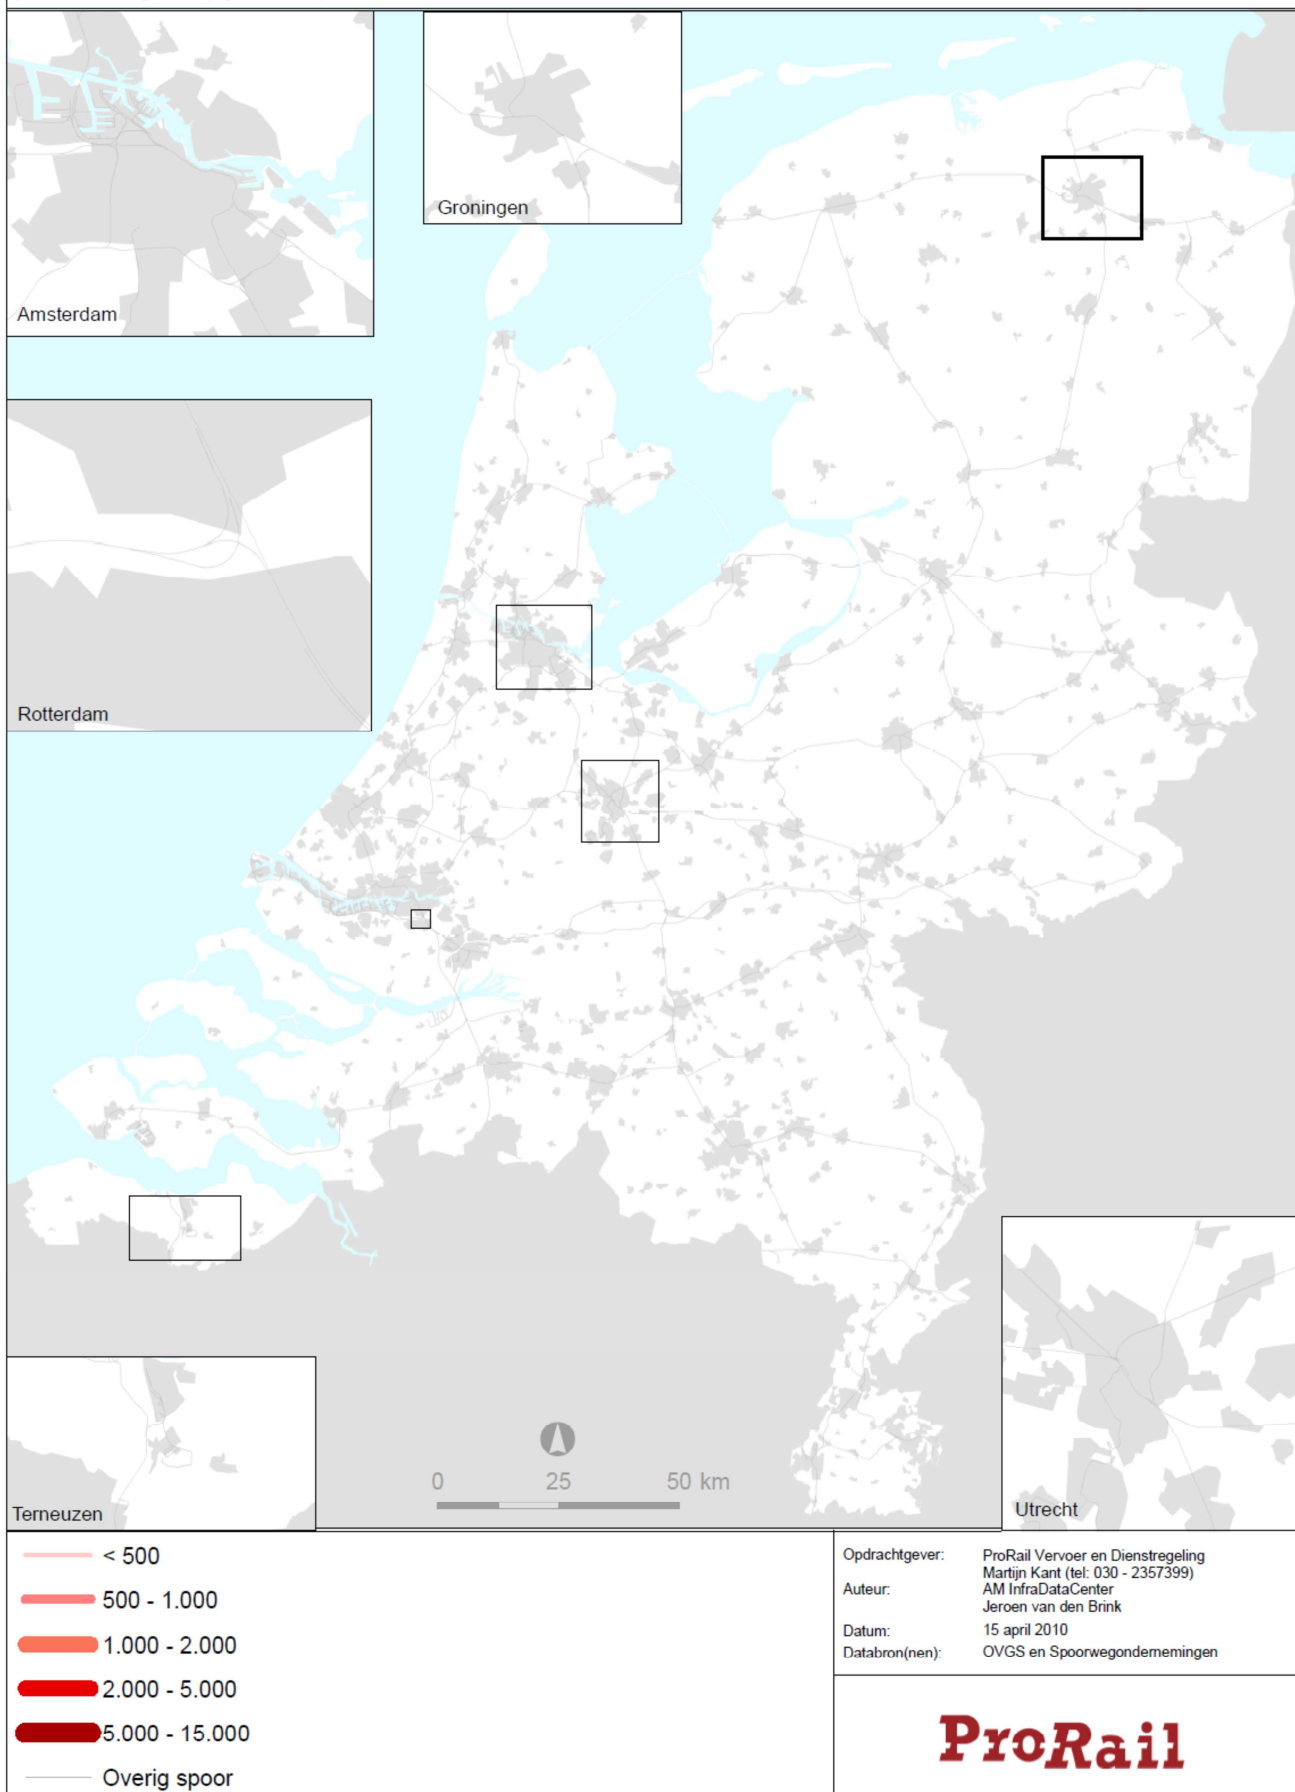 Amsterdam
Groningen
Rotterdam
Terneuzen
0 25 50 km
Utrecht
< 500
500 - 1.000
1.000 - 2.000
2.000 - 5.000
5.000 - 15.000
Overig spoor
Opdrachtgever: ProRail Vervoer en Dienstregeling
Martijn Kant (tel: 030 - 2357399)
Auteur: AM InfraDataCenter
Jeroen van den Brink
Datum: 15 april 2010
Databron(nen): OVGS en Spoorwegondernemingen
ProRail